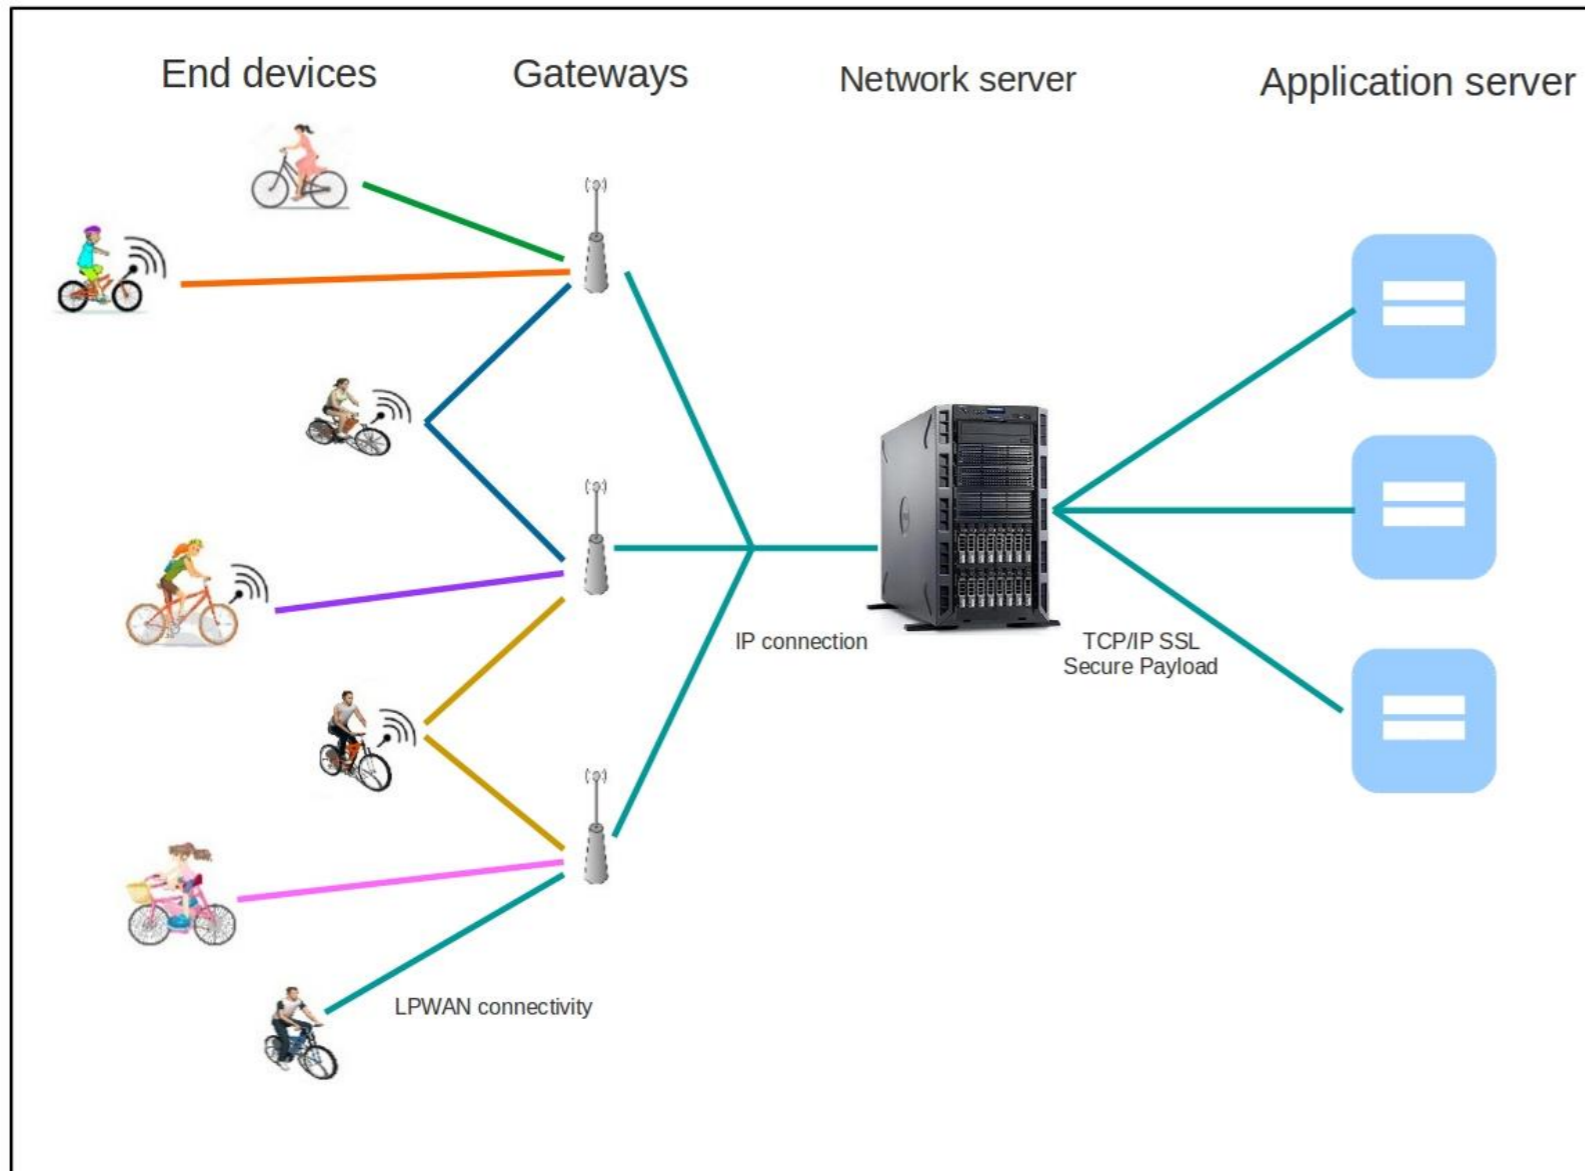 End devices
Gateways
Network server
Application server
IP connection
TCP/IP SSL
Secure Payload
LPWAN connectivity